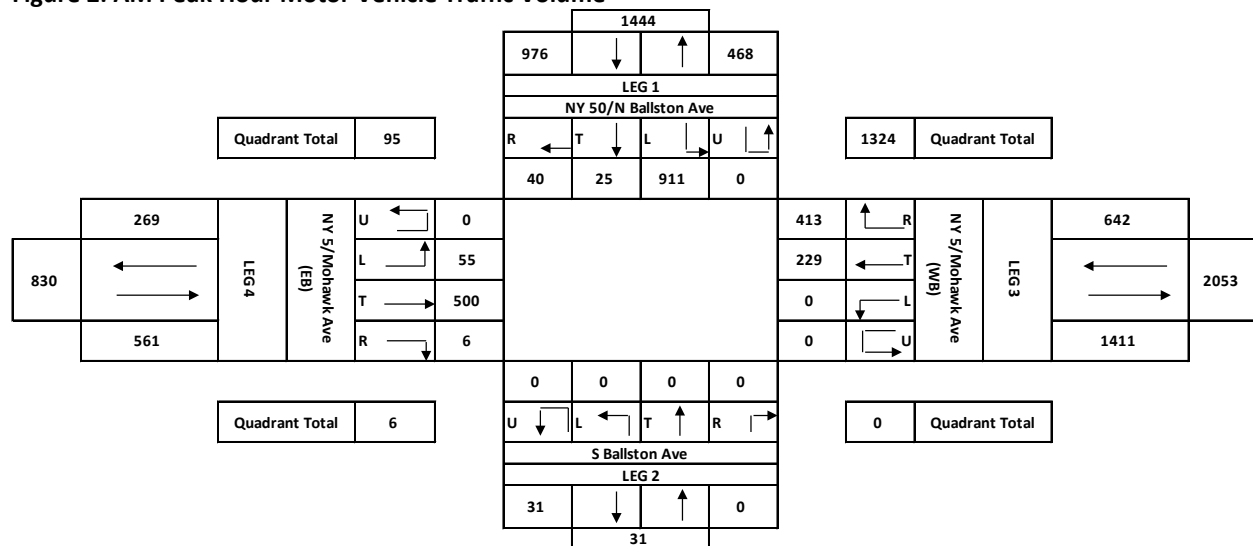 Figure 2. AM Peak Hour Motor Vehicle Traffic Volume
1444
976 468
LEG 1
NY 50/N Ballston Ave
Quadrant Total 95
R T L U
1324 Quadrant Total
40 25 911 0
269
U 0
413 R
642
830
LEG 4
NY 5/Mohawk Ave
(EB)
L 55
229 T
NY 5/Mohawk Ave
(WB)
LEG 3
2053
T 500
0 L
561
R 6
0 U
1411
0 0 0 0
Quadrant Total 6
U L T R
0 Quadrant Total
S Ballston Ave
LEG 2
31 0
31